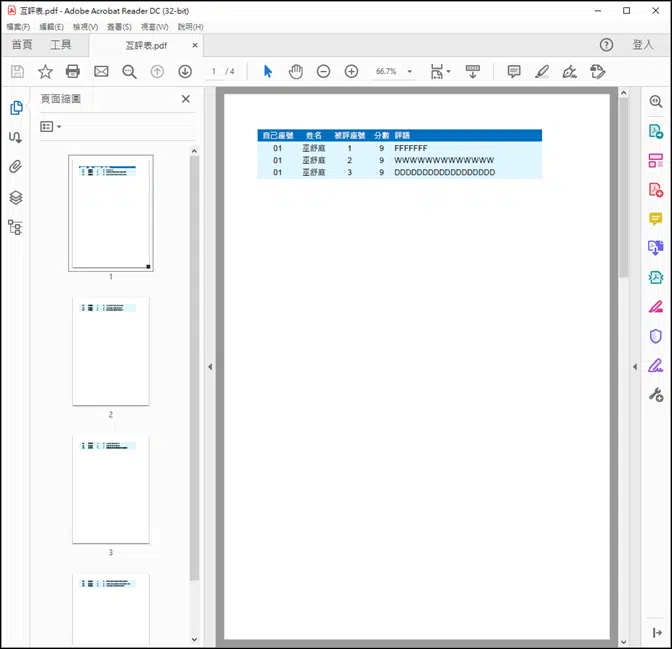 互評表.pdf - Adobe Acrobat Reader DC (32-bit)
檔案(F) 編輯(E) 檢視(V) 簽署(S) 視窗(W) 說明(H)
首頁 工具 互評表.pdf × 登入
1 / 4 66.7%
頁面縮圖
自己座號 姓名 被評座號 分數 評語
01 巫舒庭 1 9 FFFFFFF
01 巫舒庭 2 9 WWWWWWWWWWWWW
01 巫舒庭 3 9 DDDDDDDDDDDDDDDDDD
1
2
3